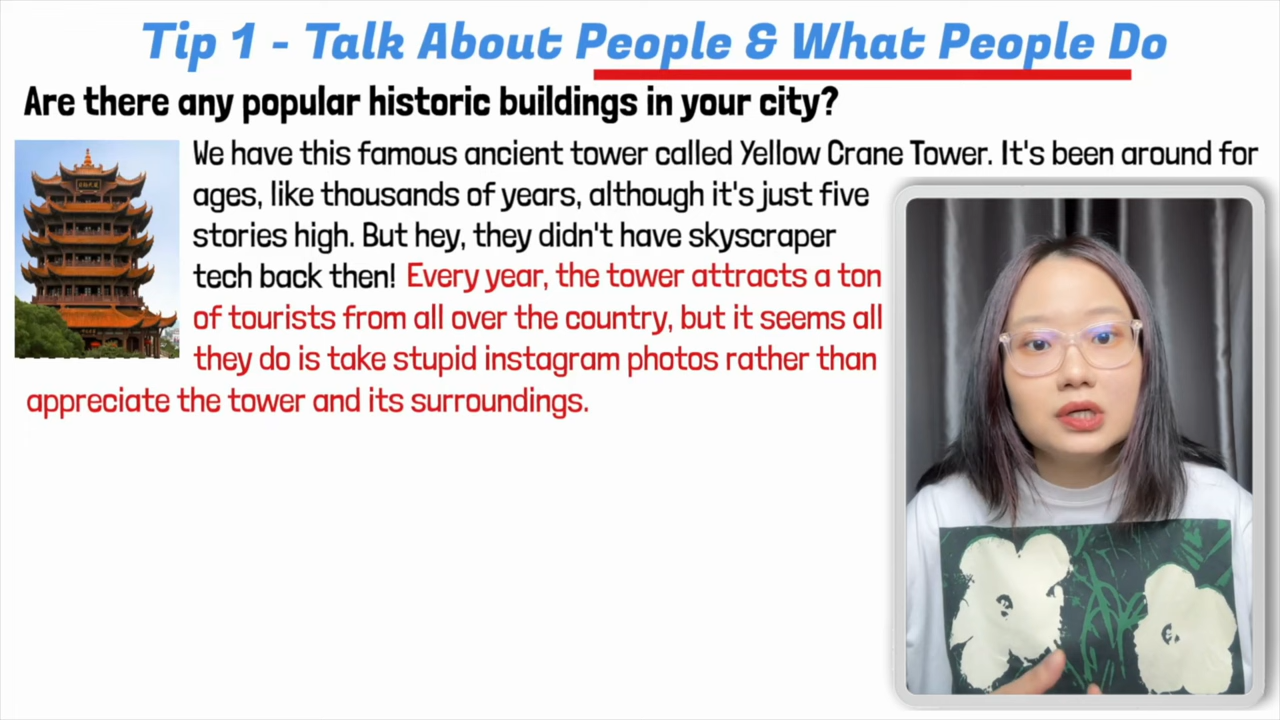 Tip 1 - Talk About People & What People Do
Are there any popular historic buildings in your city?
We have this famous ancient tower called Yellow Crane Tower. It's been around for
ages, like thousands of years, although it's just five
stories high. But hey, they didn't have skyscraper
tech back then! Every year, the tower attracts a ton
of tourists from all over the country, but it seems all
they do is take stupid instagram photos rather than
appreciate the tower and its surroundings.